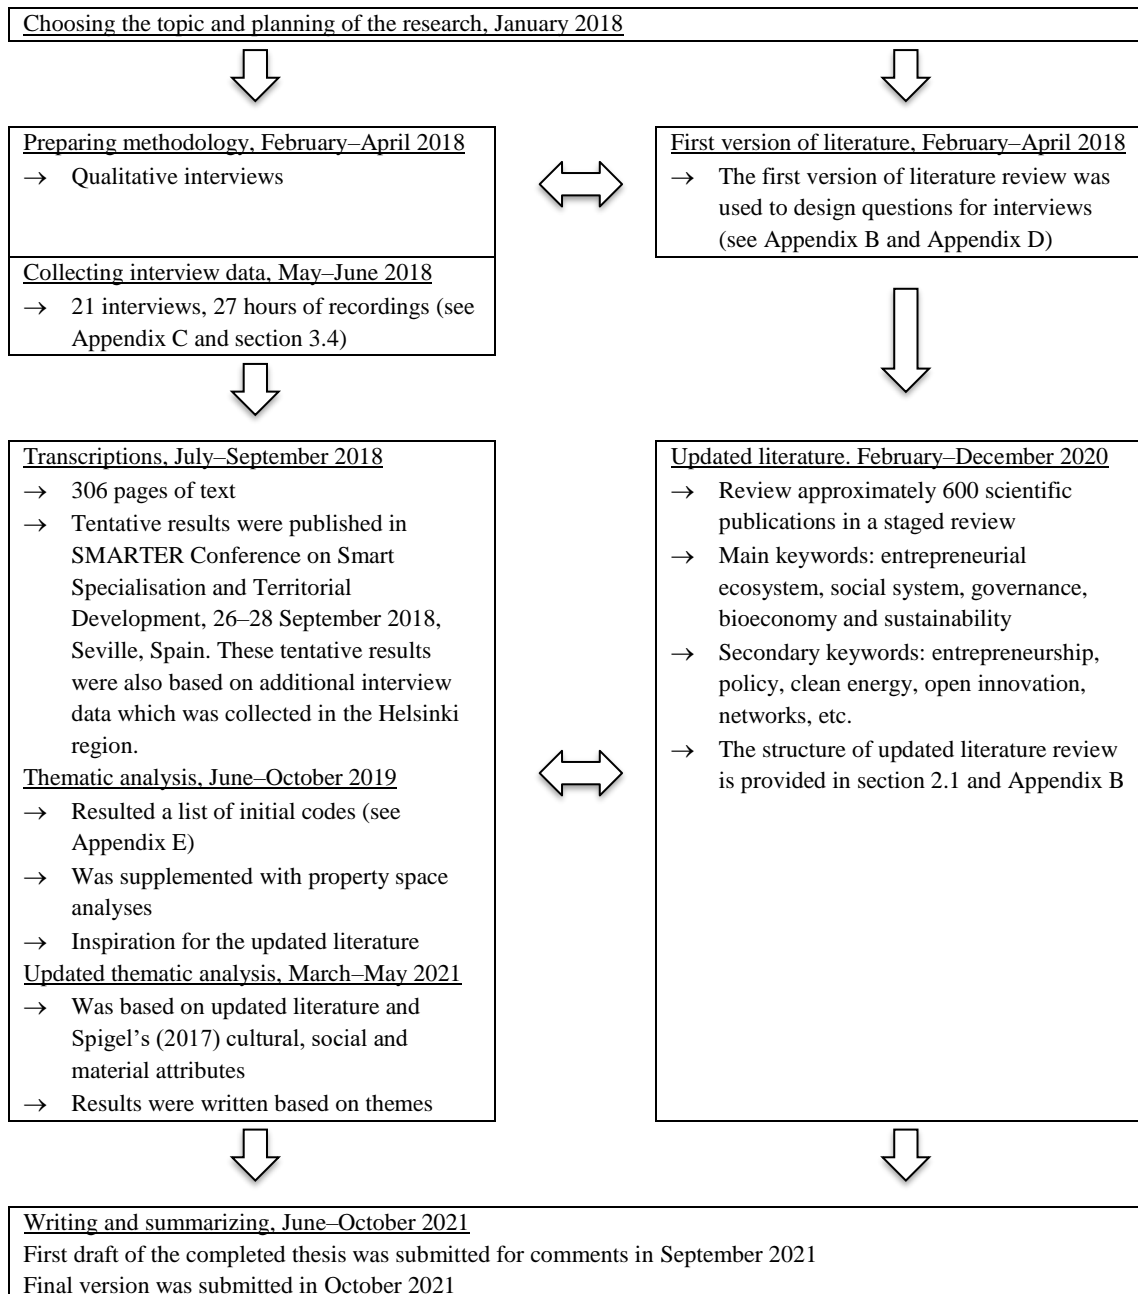 Choosing the topic and planning of the research, January 2018
Preparing methodology, February–April 2018
→ Qualitative interviews
First version of literature, February–April 2018
→ The first version of literature review was
used to design questions for interviews
(see Appendix B and Appendix D)
Collecting interview data, May–June 2018
→ 21 interviews, 27 hours of recordings (see
Appendix C and section 3.4)
Transcriptions, July–September 2018
→ 306 pages of text
→ Tentative results were published in
SMARTER Conference on Smart
Specialisation and Territorial
Development, 26–28 September 2018,
Seville, Spain. These tentative results
were also based on additional interview
data which was collected in the Helsinki
region.
Thematic analysis, June–October 2019
→ Resulted a list of initial codes (see
Appendix E)
→ Was supplemented with property space
analyses
→ Inspiration for the updated literature
Updated thematic analysis, March–May 2021
→ Was based on updated literature and
Spigel’s (2017) cultural, social and
material attributes
→ Results were written based on themes
Updated literature. February–December 2020
→ Review approximately 600 scientific
publications in a staged review
→ Main keywords: entrepreneurial
ecosystem, social system, governance,
bioeconomy and sustainability
→ Secondary keywords: entrepreneurship,
policy, clean energy, open innovation,
networks, etc.
→ The structure of updated literature review
is provided in section 2.1 and Appendix B
Writing and summarizing, June–October 2021
First draft of the completed thesis was submitted for comments in September 2021
Final version was submitted in October 2021